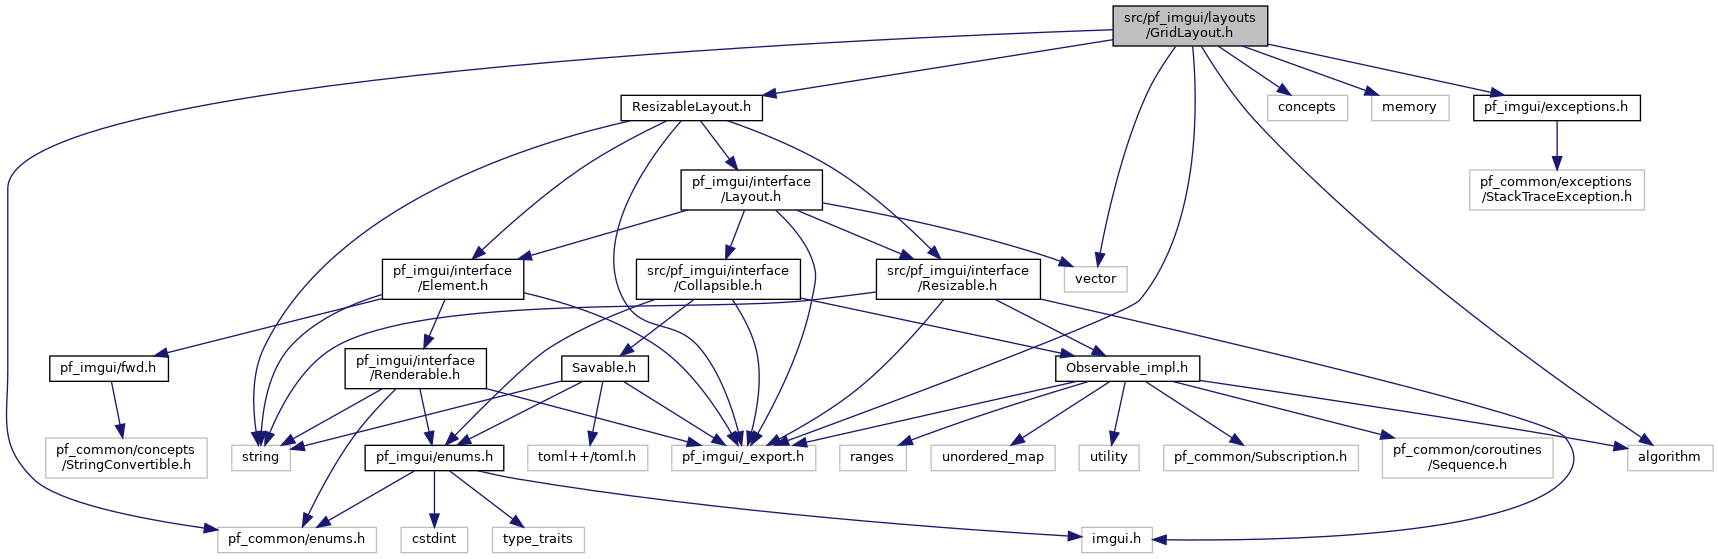 src/pf_imgui/layouts
/GridLayout.h
ResizableLayout.h
concepts
memory
pf_imgui/exceptions.h
pf_imgui/interface
/Layout.h
pf_common/exceptions
/StackTraceException.h
pf_imgui/interface
/Element.h
src/pf_imgui/interface
/Collapsible.h
src/pf_imgui/interface
/Resizable.h
vector
pf_imgui/fwd.h
pf_imgui/interface
/Renderable.h
Savable.h
Observable_impl.h
pf_common/concepts
/StringConvertible.h
string
pf_imgui/enums.h
toml++/toml.h
pf_imgui/_export.h
ranges
unordered_map
utility
pf_common/Subscription.h
pf_common/coroutines
/Sequence.h
algorithm
pf_common/enums.h
cstdint
type_traits
imgui.h